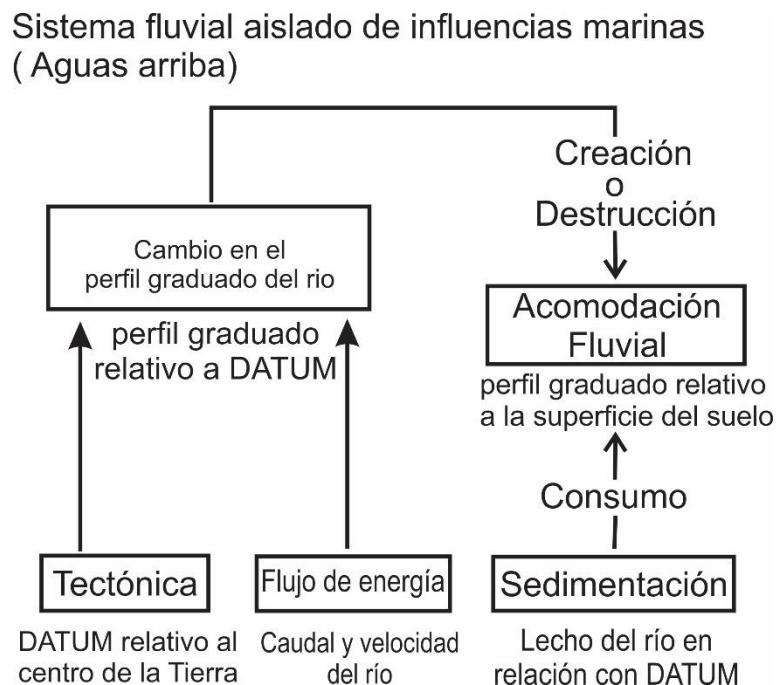 Sistema fluvial aislado de influencias marinas
( Aguas arriba)
Creación
o
Destrucción
Cambio en el
perfil graduado del rio
perfil graduado
relativo a DATUM
Acomodación
Fluvial
perfil graduado relativo
a la superficie del suelo
Consumo
Tectónica
DATUM relativo al
centro de la Tierra
Flujo de energía
Caudal y velocidad
del río
Sedimentación
Lecho del río en
relación con DATUM